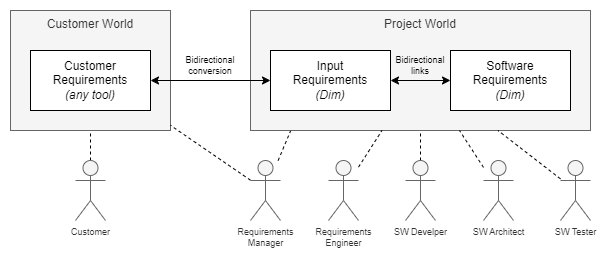 Customer World
Project World
Customer
Requirements
(any tool)
Bidirectional
conversion
Input
Requirements
(Dim)
Bidirectional
links
Software
Requirements
(Dim)
Customer
Requirements
Manager
Requirements
Engineer
SW Develper
SW Architect
SW Tester